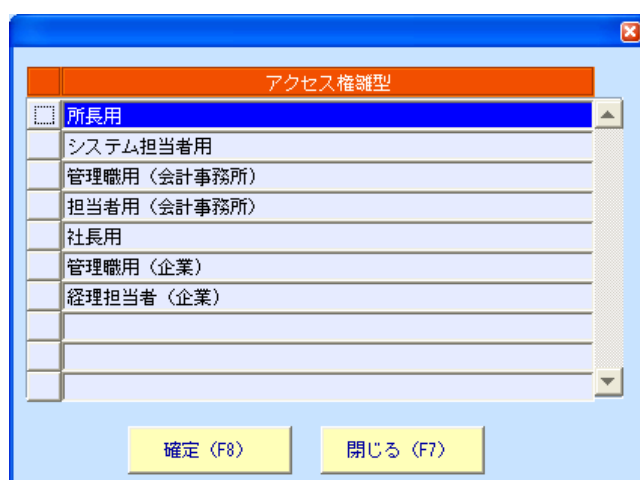 アクセス権雛型
所長用
システム担当者用
管理職用（会計事務所）
担当者用（会計事務所）
社長用
管理職用（企業）
経理担当者（企業）
確定（F8）
閉じる（F7）